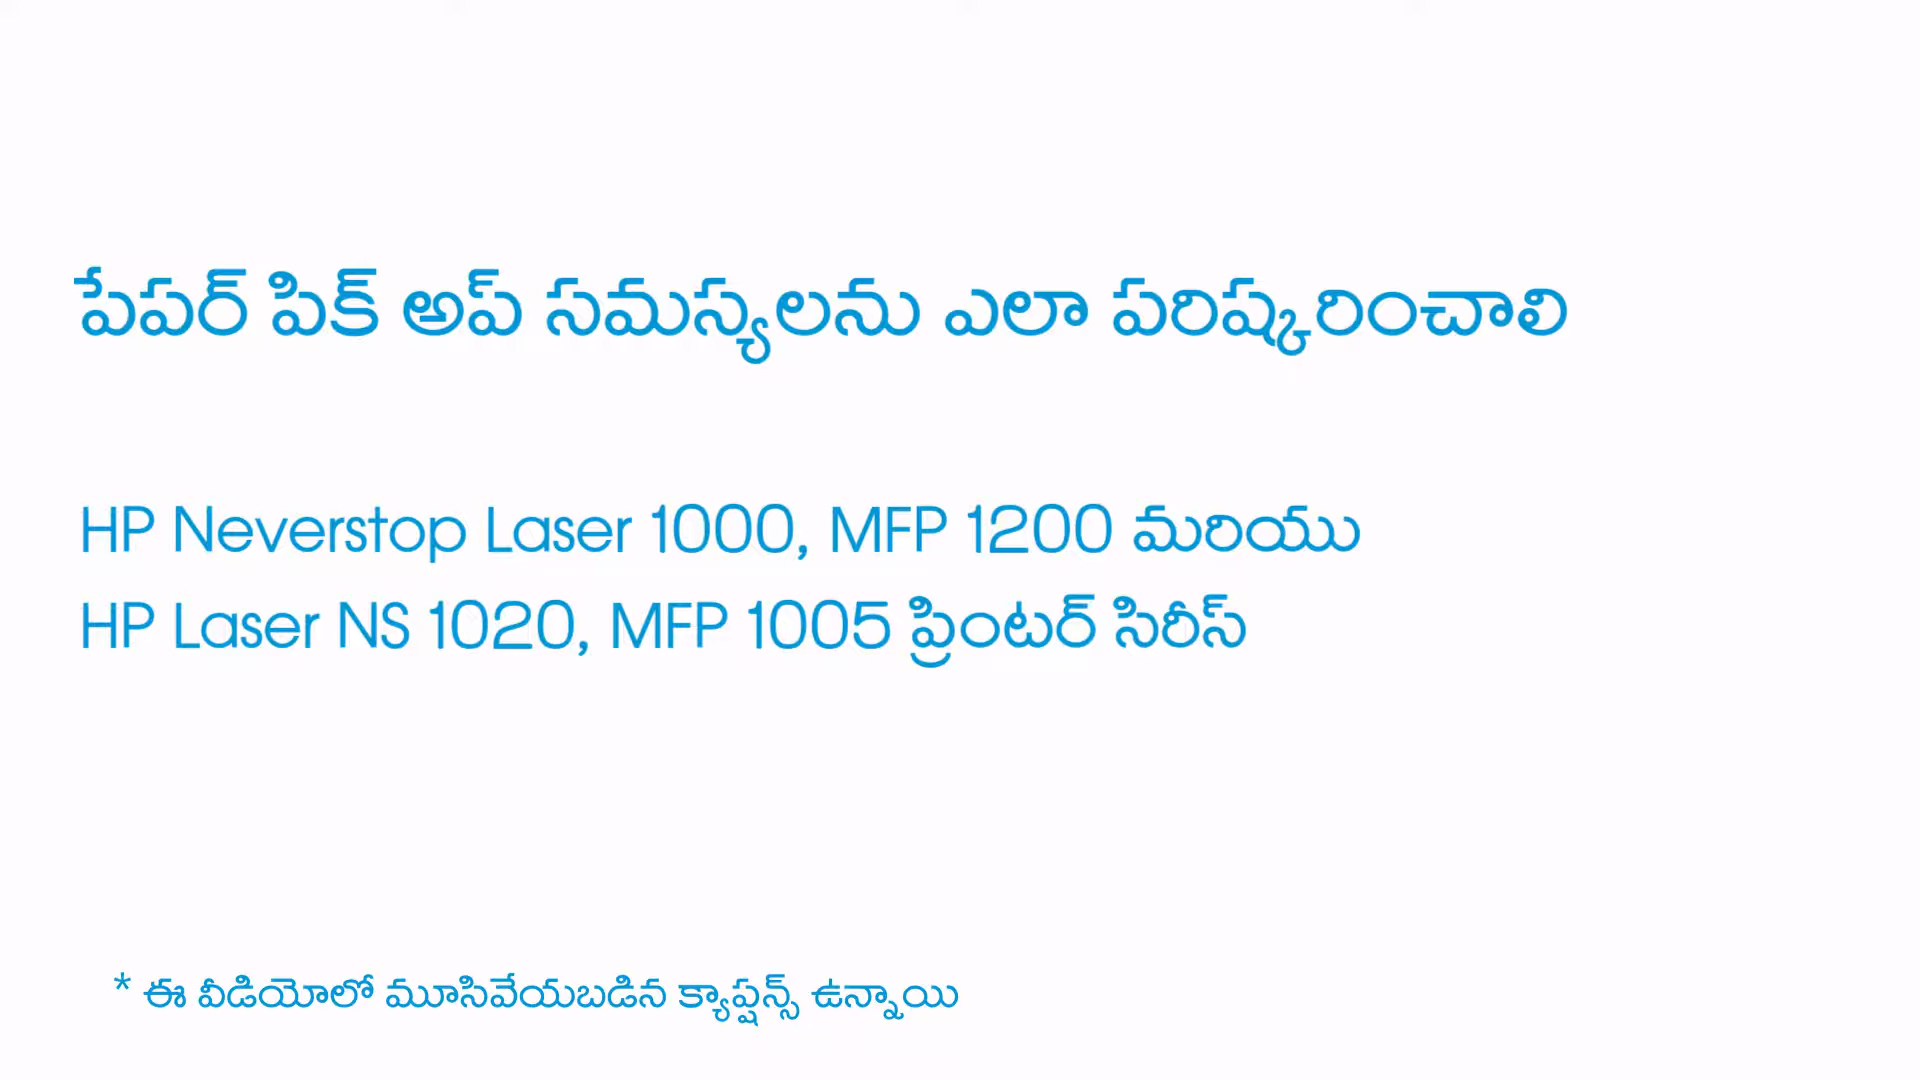 పేపర్ పిక్ అప్ సమస్యలను ఎలా పరిష్కరించాలి
HP Neverstop Laser 1000, MFP 1200 మరియు
HP Laser NS 1020, MFP 1005 ప్రింటర్ సిరీస్
* ఈ వీడియోలో మూసివేయబడిన క్యాప్షన్స్ ఉన్నాయి